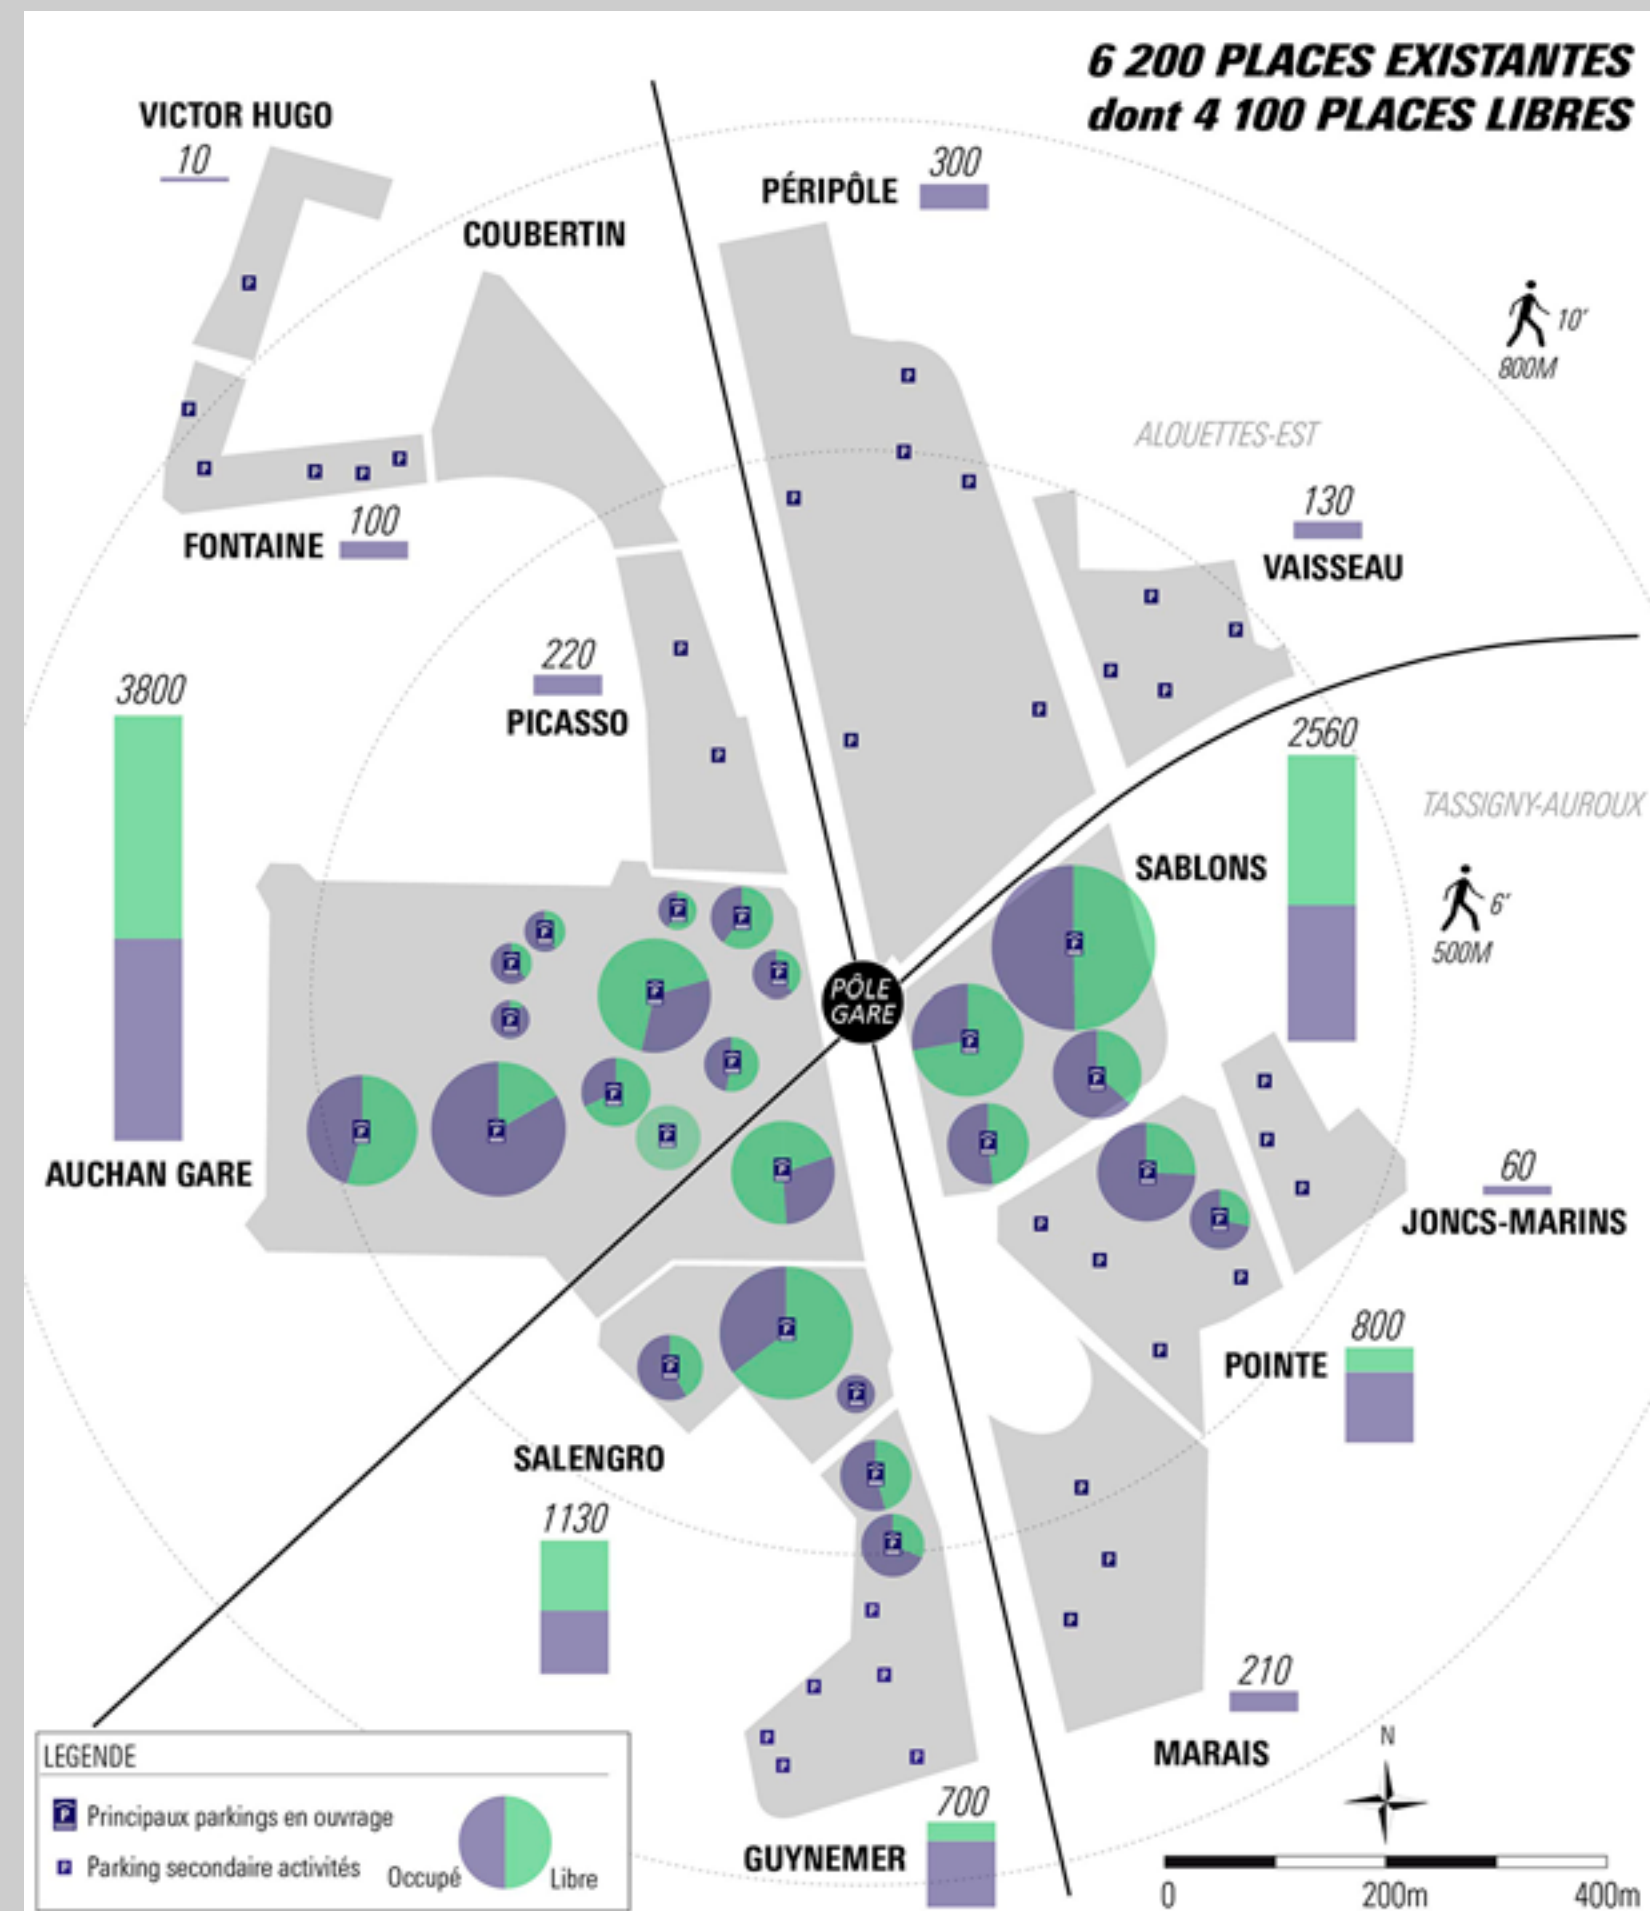 6 200 PLACES EXISTANTES
dont 4 100 PLACES LIBRES
VICTOR HUGO
10
PÉRIPÔLE
300
COUBERTIN
10'
800M
ALOUETTES-EST
130
VAISSEAU
FONTAINE
100
220
PICASSO
3800
AUCHAN GARE
2560
TASSIGNY-AUROUX
SABLONS
6'
500M
PÔLE
GARE
60
JONCS-MARINS
800
POINTE
SALENGRO
1130
210
MARAIS
700
GUYNEMER
LEGENDE
P Principaux parkings en ouvrage
P Parking secondaire activités
Occupé
Libre
N
0 200m 400m